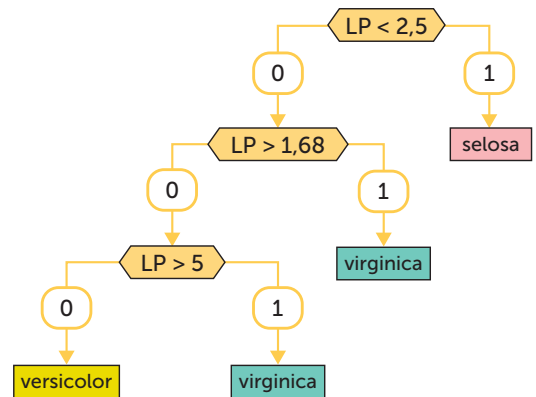 LP < 2,5
0
1
LP > 1,68
selosa
0
1
LP > 5
virginica
0
1
versicolor
virginica